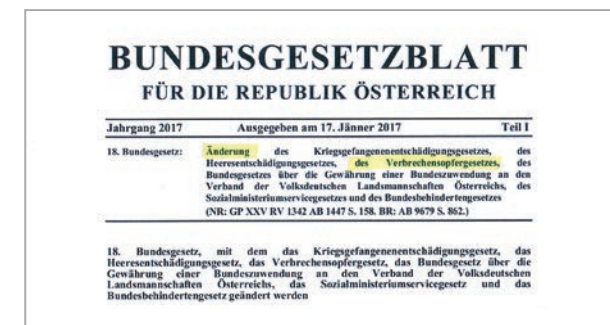 BUNDESGESETZBLATT
FÜR DIE REPUBLIK ÖSTERREICH
Jahrgang 2017 Ausgegeben am 17. Jänner 2017 Teil I
18. Bundesgesetz: Änderung des Kriegsgefangenenentschädigungsgesetzes, des
Heeresentschädigungsgesetzes, des Verbrechensopfergesetzes, des
Bundesgesetzes über die Gewährung einer Bundeszuwendung an den
Verband der Volksdeutschen Landsmannschaften Österreichs, des
Sozialministeriumservicegesetzes und des Bundesbehindertengesetzes
(NR: GP XXV RV 1342 AB 1447 S. 158. BR: AB 9679 S. 862.)
18. Bundesgesetz, mit dem das Kriegsgefangenenentschädigungsgesetz, das
Heeresentschädigungsgesetz, das Verbrechensopfergesetz, das Bundesgesetz über die
Gewährung einer Bundeszuwendung an den Verband der Volksdeutschen
Landsmannschaften Österreichs, das Sozialministeriumservicegesetz und das
Bundesbehindertengesetz geändert werden